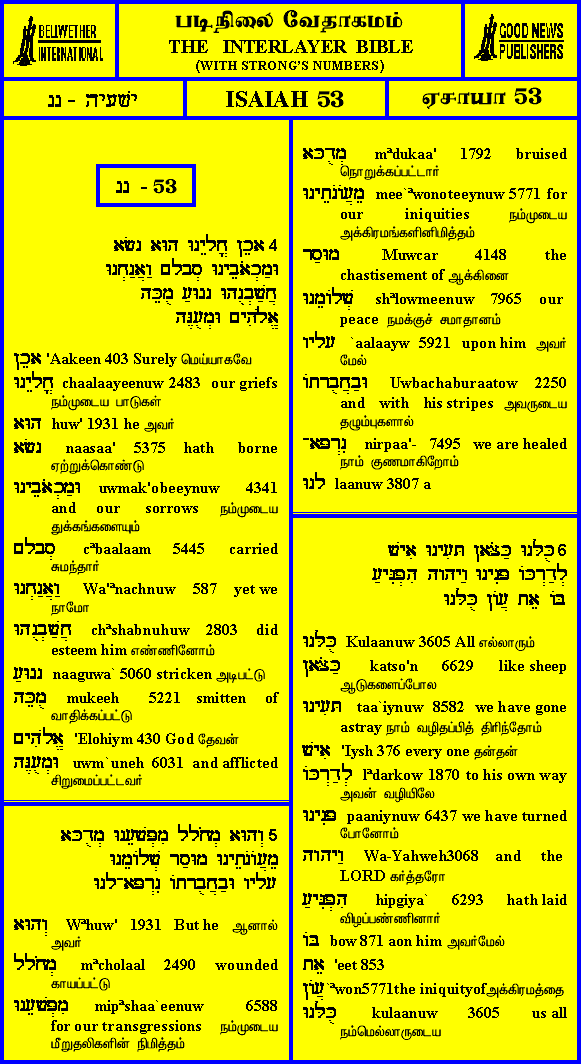 BELLWETHER
INTERNATIONAL
படிநிலை வேதாகமம்
THE INTERLAYER BIBLE
(WITH STRONG'S NUMBERS)
GOOD NEWS
PUBLISHERS
ישעיה - נג
ISAIAH 53
ஏசாயா 53
נג - 53
4 אכן חלינו הוא נשא
ומכאבינו סבלם ואנחנו
חשבנהו נגוע מכה
אלהים ומענה
אכן 'Aakeen 403 Surely மெய்யாகவே
חלינו chaalaayeenuw 2483 our griefs
நம்முடைய பாடுகள்
הוא huw' 1931 he அவர்
נשא naasaa' 5375 hath borne
ஏற்றுக்கொண்டு
ומכאבינו uwmak'obeeynuw 4341
and our sorrows நம்முடைய
துக்கங்களையும்
סבלם cªbaalaam 5445 carried
சுமந்தார்
ואנחנו Wa'ªnachnuw 587 yet we
நாமோ
חשבנהו chªshabnuhuw 2803 did
esteem him எண்ணினோம்
נגוע naaguwa` 5060 stricken அடிபட்டு
מכה mukeeh 5221 smitten of
வாதிக்கப்பட்டு
אלהים 'Elohiym 430 God தேவன்
ומענה uwm`uneh 6031 and afflicted
சிறுமைப்பட்டவர்
5 והוא מחלל מפשענו מדכא
מעונתינו מוסר שלומנו
עליו ובחברתו נרפא־לנו
והוא Wªhuw' 1931 But he ஆனால்
அவர்
מחלל mªcholaal 2490 wounded
காயப்பட்டு
מפשענו mipªshaa`eenuw 6588
for our transgressions நம்முடைய
மீறுதலிகளின் நிமித்தம்
מדכא mªdukaa' 1792 bruised
நொறுக்கப்பட்டார்
מעונתינו mee`ªwonoteeynuw 5771 for
our iniquities நம்முடைய
அக்கிரமங்களினிமித்தம்
מוסר Muwcar 4148 the
chastisement of ஆக்கினை
שלומנו shªlowmeenuw 7965 our
peace நமக்குச் சமாதானம்
עליו `aalaayw 5921 upon him அவர்
மேல்
ובחברתו Uwbachaburaatow 2250
and with his stripes அவருடைய
தழும்புகளால்
נרפא־ nirpaa'- 7495 we are healed
நாம் குணமாகிறோம்
לנו laanuw 3807 a
6 כלנו כצאן תעינו איש
לדרכו פנינו ויהוה הפגיע
בו את עון כלנו
כלנו Kulaanuw 3605 All எல்லாரும்
כצאן katso'n 6629 like sheep
ஆடுகளைப்போல
תעינו taa`iynuw 8582 we have gone
astray நாம் வழிதப்பித் திரிந்தோம்
איש 'Iysh 376 every one தன்தன்
לדרכו lªdarkow 1870 to his own way
அவன் வழியிலே
פנינו paaniynuw 6437 we have turned
போனோம்
ויהוה Wa-Yahweh3068 and the
LORD கர்த்தரோ
הפגיע hipgiya` 6293 hath laid
விழப்பண்ணினார்
בו bow 871 aon him அவர்மேல்
את 'eet 853
עון `ªwon5771the iniquityofஅக்கிரமத்தை
כלנו kulaanuw 3605 us all
நம்மெல்லாருடைய